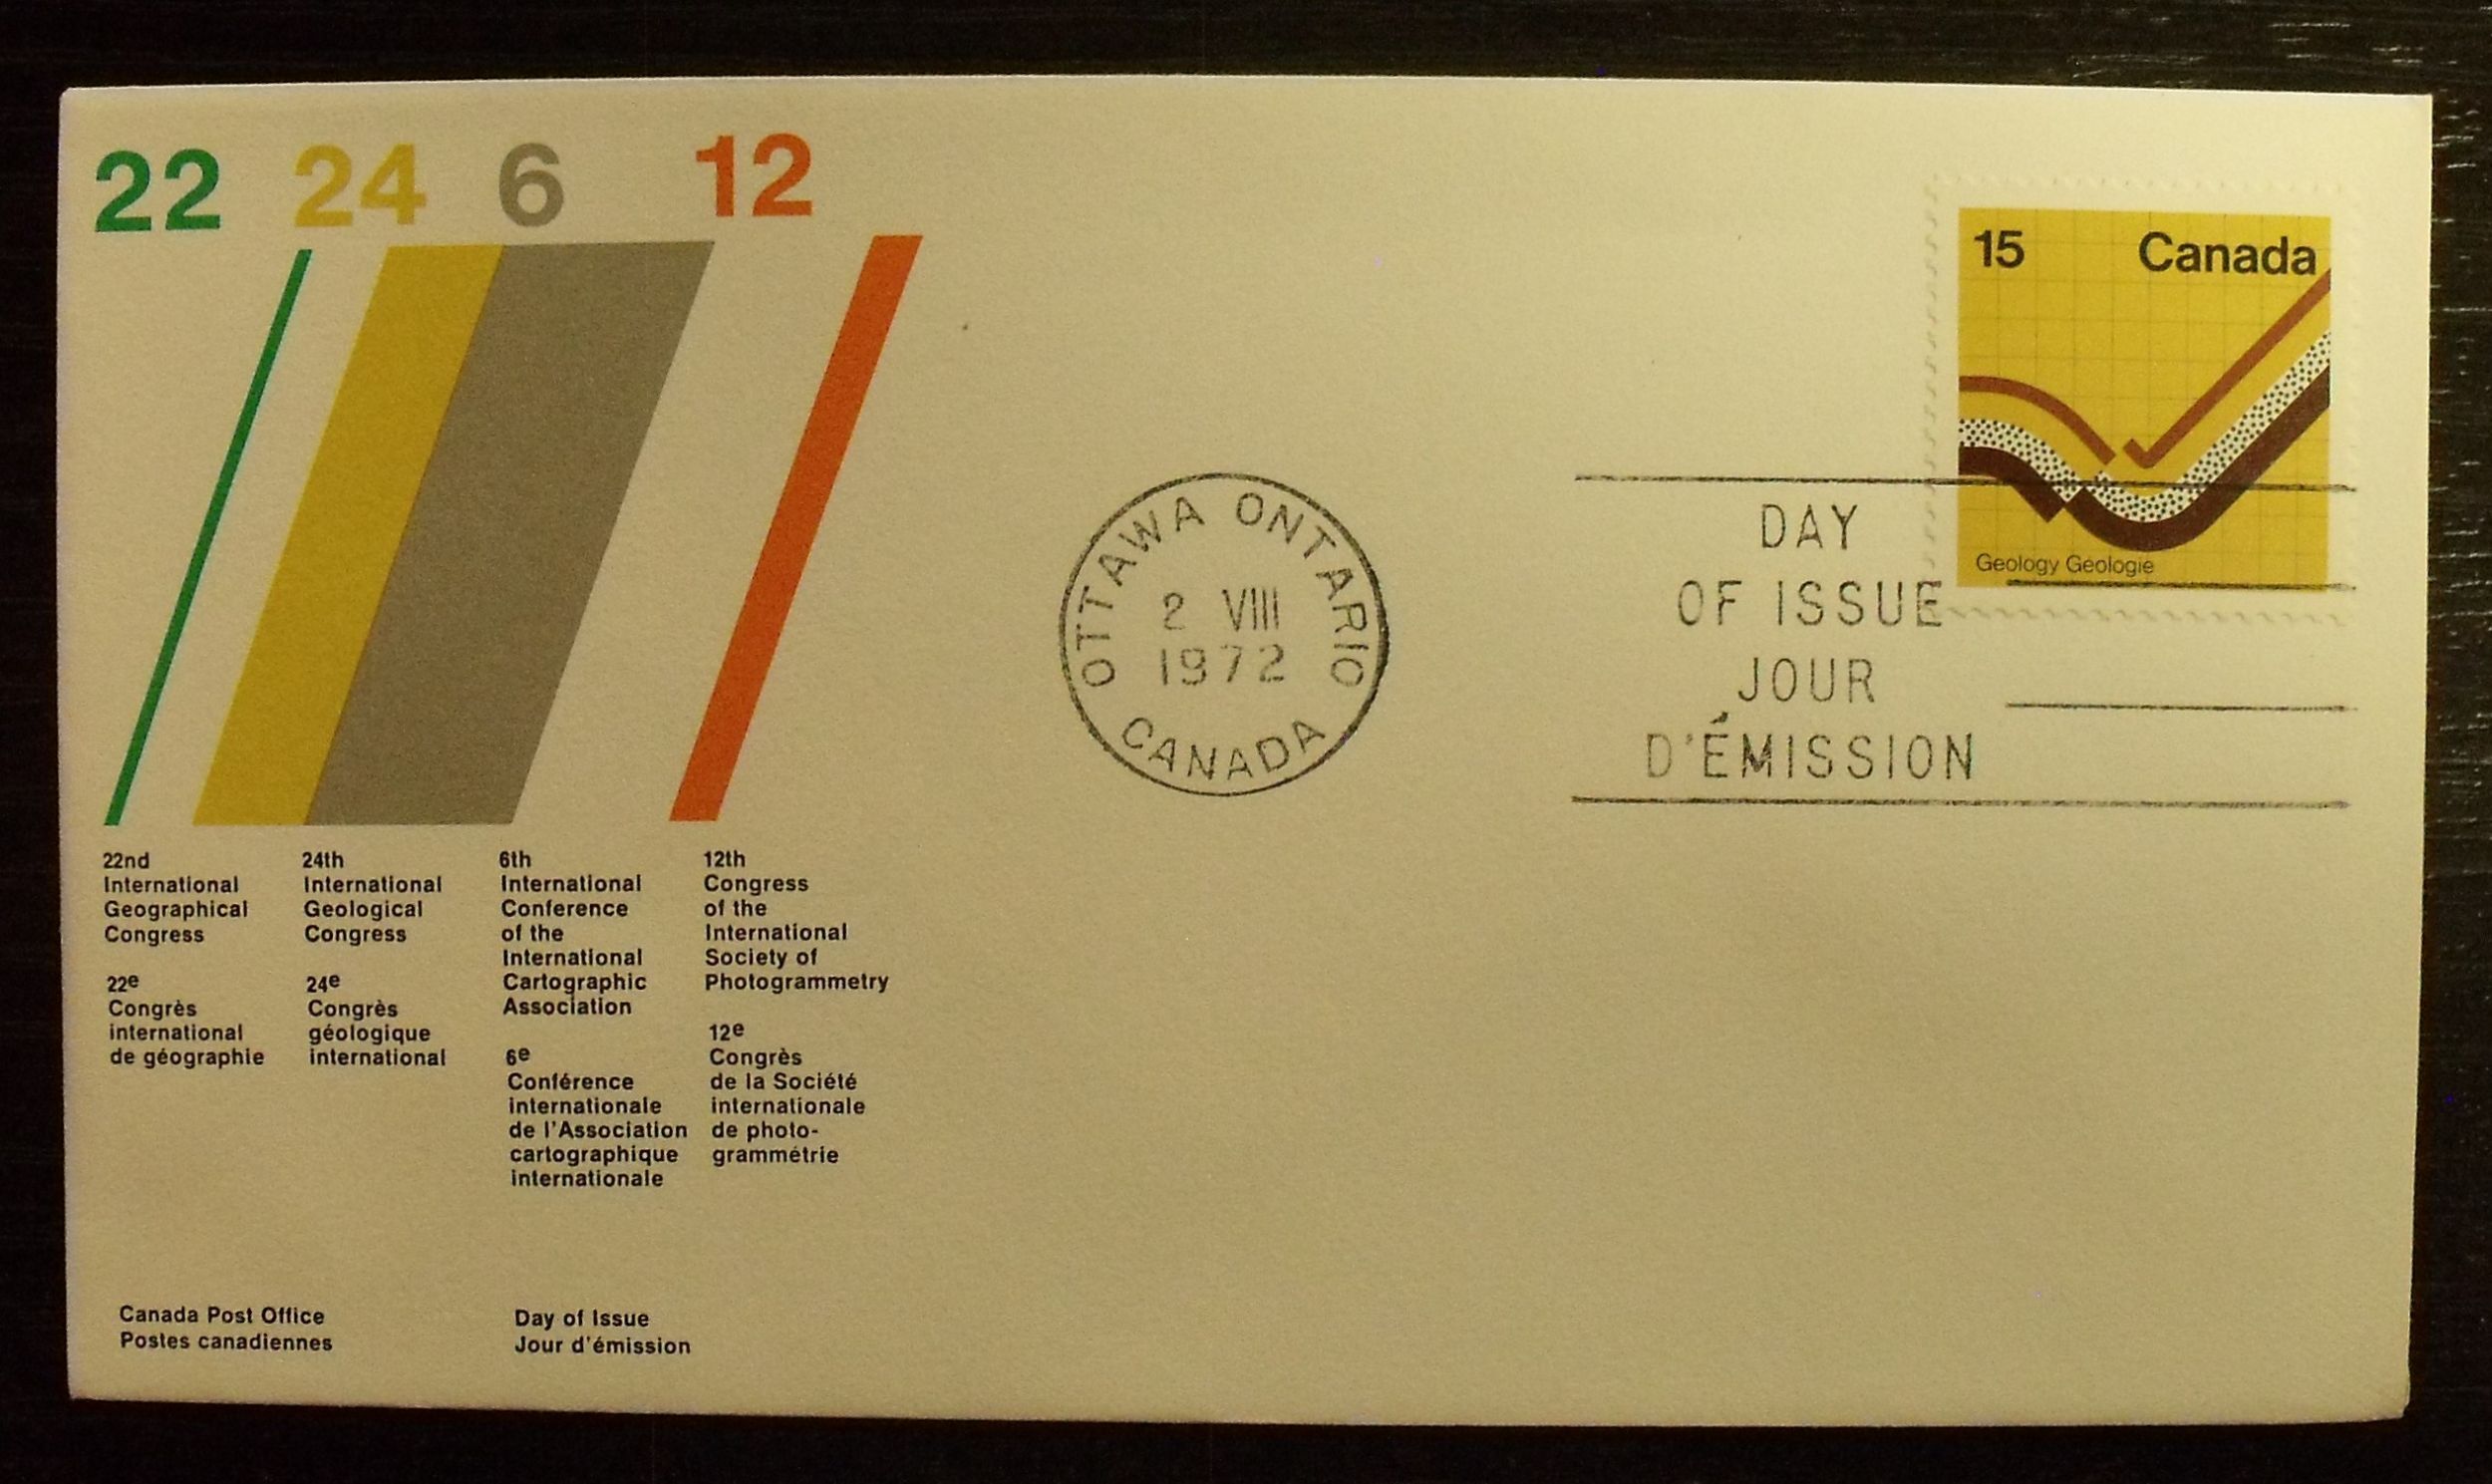 22 24 6 12
22nd
International
Geographical
Congress
22e
Congrès
international
de géographie
24th
International
Geological
Congress
24e
Congrès
géologique
international
6th
International
Conference
of the
International
Cartographic
Association
6e
Conférence
internationale
de l'Association
cartographique
internationale
12th
Congress
of the
International
Society of
Photogrammetry
12e
Congrès
de la Société
internationale
de photo-
grammétrie
Canada Post Office
Postes canadiennes
Day of Issue
Jour d'émission
OTTAWA ONTARIO
2 VIII
1972
CANADA
DAY
OF ISSUE
JOUR
D'ÉMISSION
15 Canada
Geology Géologie